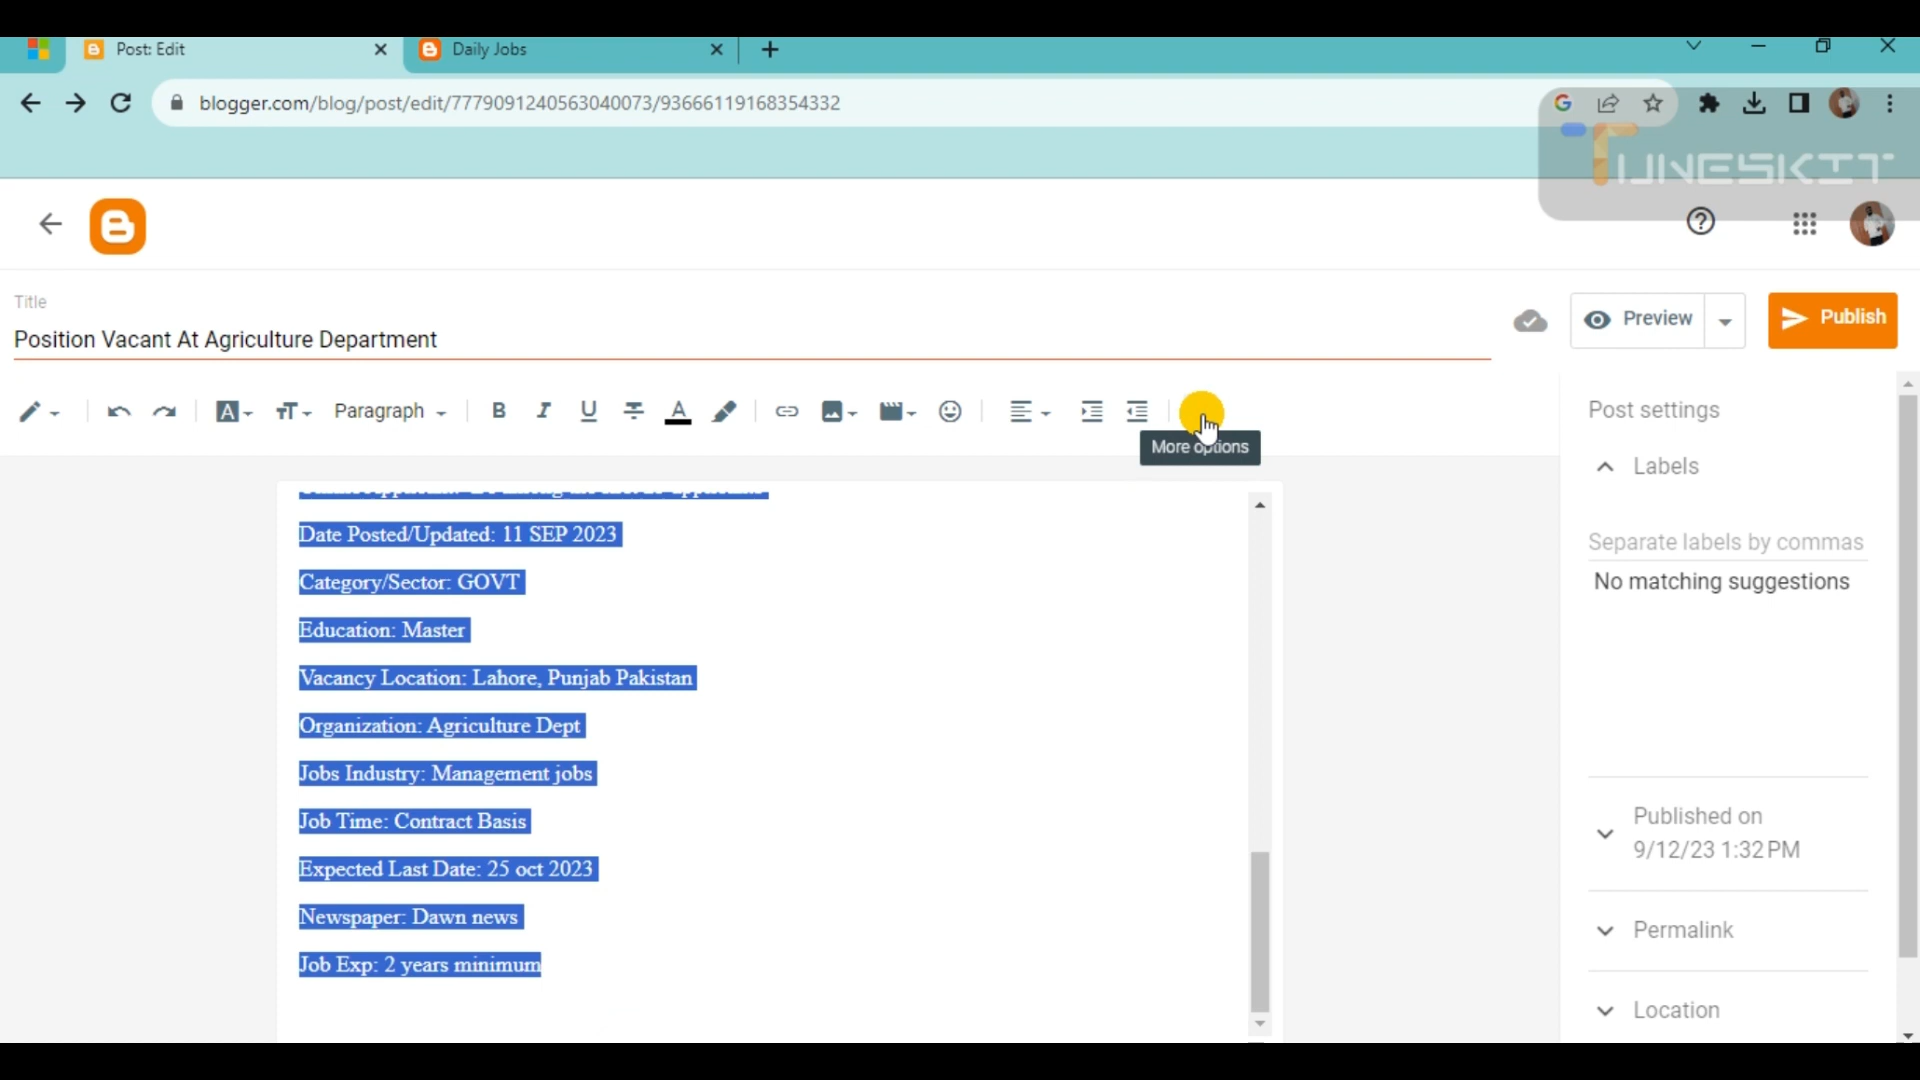 Post: Edit
Daily Jobs
blogger.com/blog/post/edit/7779091240563040073/93666119168354332
TUNESKIT
Title
Position Vacant At Agriculture Department
Preview
Publish
Paragraph
More options
Post settings
Labels
Separate labels by commas
No matching suggestions
Date Posted/Updated: 11 SEP 2023
Category/Sector: GOVT
Education: Master
Vacancy Location: Lahore, Punjab Pakistan
Organization: Agriculture Dept
Jobs Industry: Management jobs
Job Time: Contract Basis
Expected Last Date: 25 oct 2023
Newspaper: Dawn news
Job Exp: 2 years minimum
Published on
9/12/23 1:32 PM
Permalink
Location